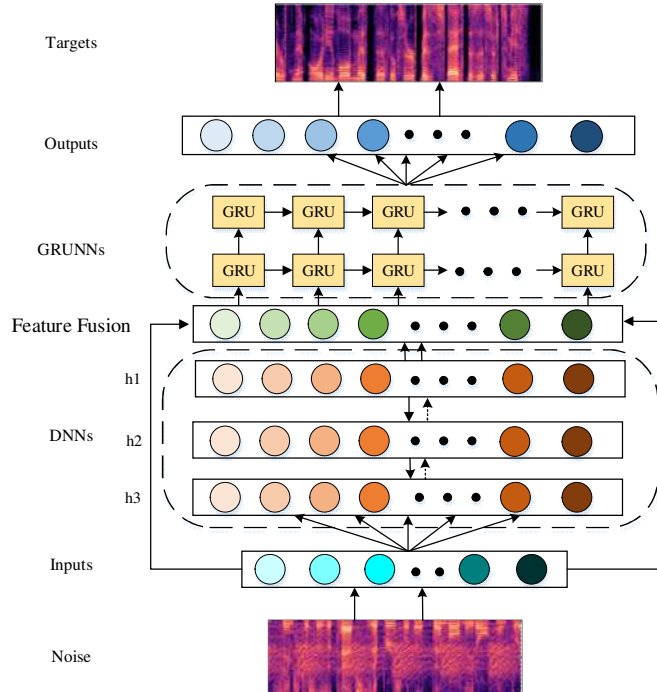 Targets
Outputs
GRU GRU GRU GRU
GRUNNs
GRU GRU GRU GRU
Feature Fusion
h1
DNNs h2
h3
Inputs
Noise